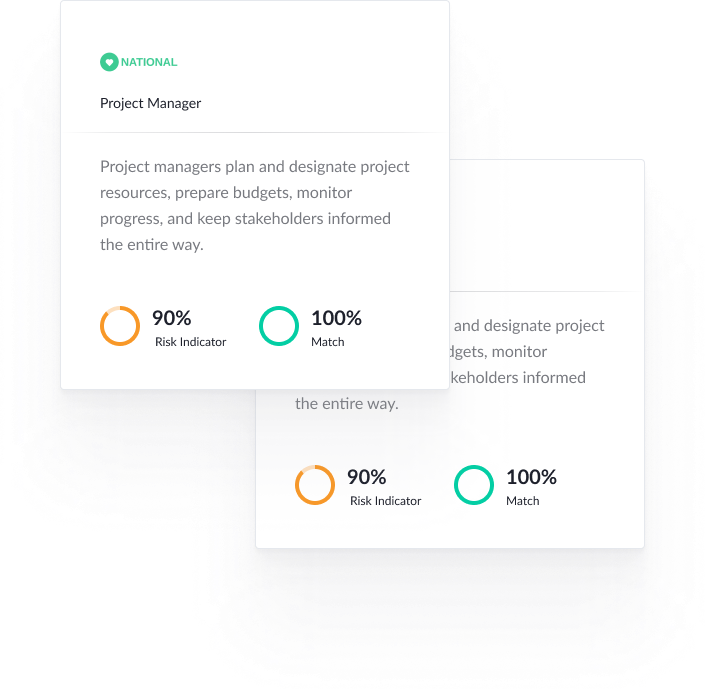 NATIONAL
Project Manager
Project managers plan and designate project
resources, prepare budgets, monitor
progress, and keep stakeholders informed
the entire way.
90%
Risk Indicator
100%
Match
and designate project
monitor
informed
the entire way.
90%
Risk Indicator
100%
Match